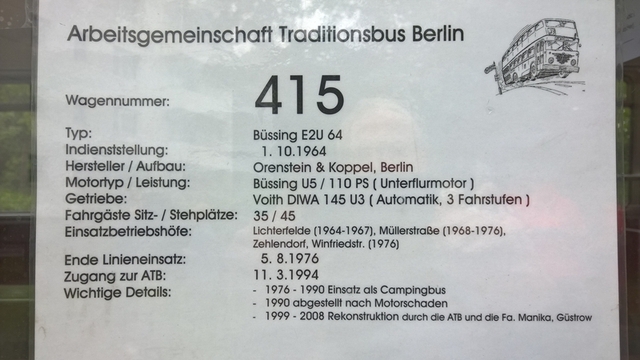 Arbeitsgemeinschaft Traditionsbus Berlin
Wagennummer: 415
Typ: Büssing E2U 64
Indienststellung: 1. 10.1964
Hersteller / Aufbau: Orenstein & Koppel, Berlin
Motortyp / Leistung: Büssing U5 / 110 PS ( Unterflurmotor )
Getriebe: Voith DIWA 145 U3 ( Automatik, 3 Fahrstufen )
Fahrgäste Sitz- / Stehplätze: 35 / 45
Einsatzbetriebshöfe: Lichterfelde (1964-1967), Müllerstraße (1968-1976),
Zehlendorf, Winfriedstr. (1976)
Ende Linieneinsatz: 5. 8.1976
Zugang zur ATB: 11. 3.1994
Wichtige Details: - 1976 - 1990 Einsatz als Campingbus
- 1990 abgestellt nach Motorschaden
- 1999 - 2008 Rekonstruktion durch die ATB und die Fa. Manika, Güstrow